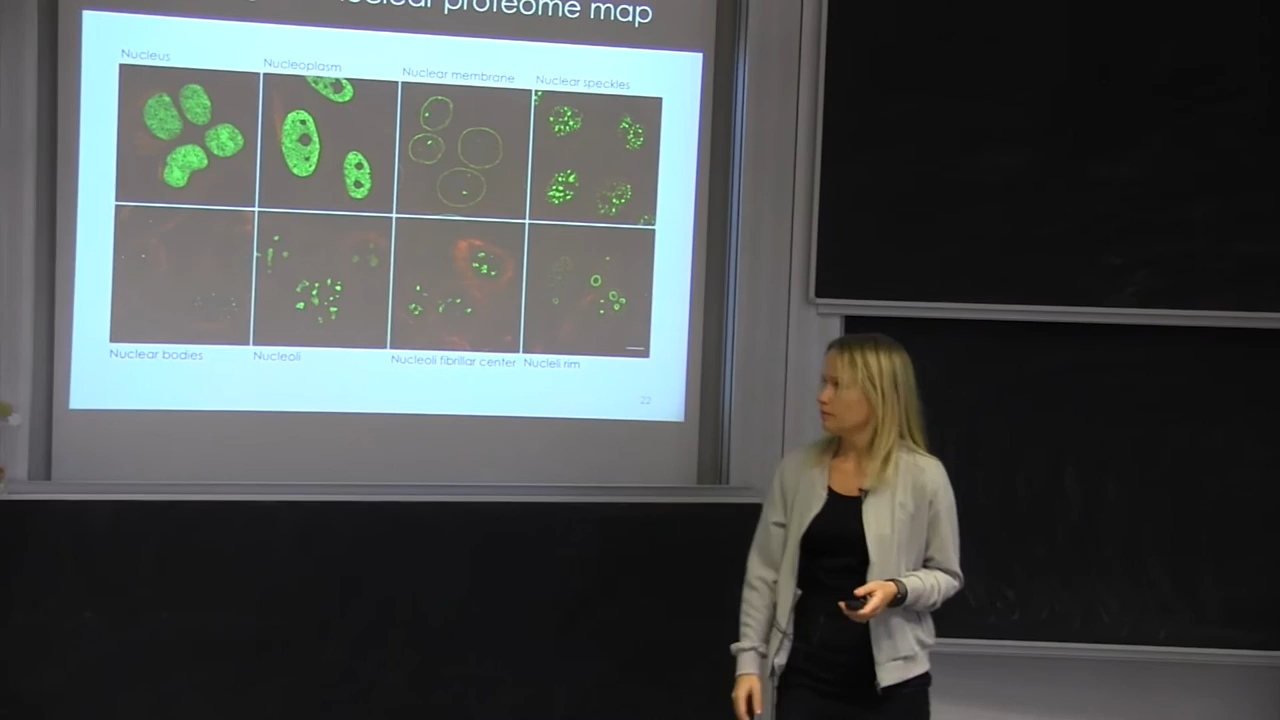 nuclear proteome map
Nucleus
Nucleoplasm
Nuclear membrane
Nuclear speckles
Nuclear bodies
Nucleoli
Nucleoli fibrillar center
Nucleli rim
22